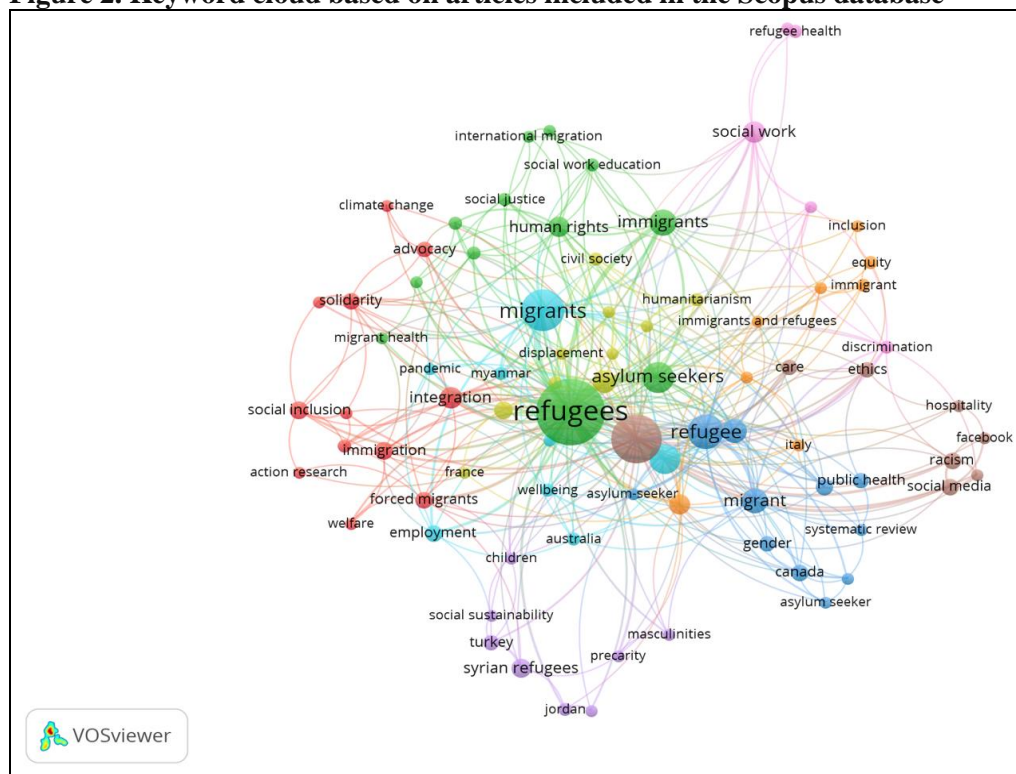 Figure 2. Keyword cloud based on articles included in the Scopus database
refugee health
social work
international migration
social work education
social justice
climate change
human rights
immigrants
inclusion
advocacy
civil society
equity
immigrant
solidarity
migrants
humanitarianism
immigrants and refugees
migrant health
discrimination
displacement
pandemic
myanmar
asylum seekers
care
ethics
integration
social inclusion
refugees
hospitality
refugee
facebook
italy
immigration
racism
action research
france
public health
social media
wellbeing
asylum-seeker
forced migrants
migrant
welfare
employment
systematic review
australia
gender
children
canada
asylum seeker
social sustainability
masculinities
turkey
precarity
syrian refugees
jordan
VOSviewer